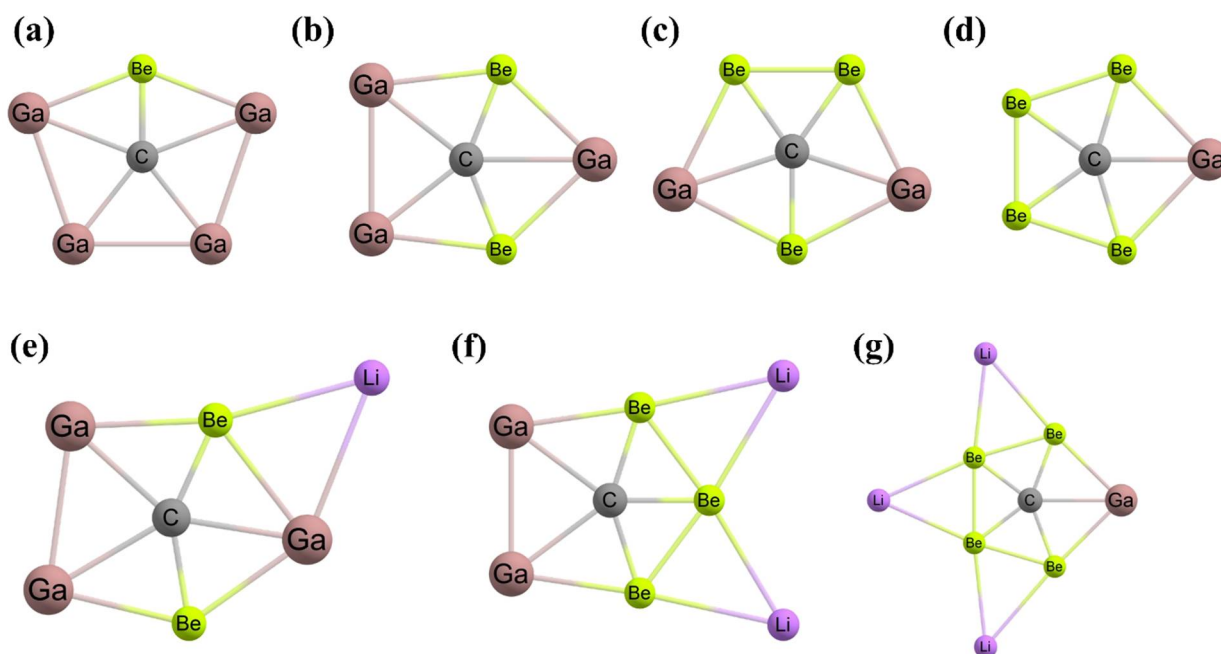 (a) (b) (c) (d)
Be Ga Ga C Ga Ga
Ga Be C Ga Ga Be
Be Be C Ga Ga Be
Be Be C Ga Be Be
(e) (f) (g)
Li Be Ga C Ga Ga Be
Li Be Ga C Be Ga Be Li
Li Be Be Li C Ga Be Be Li